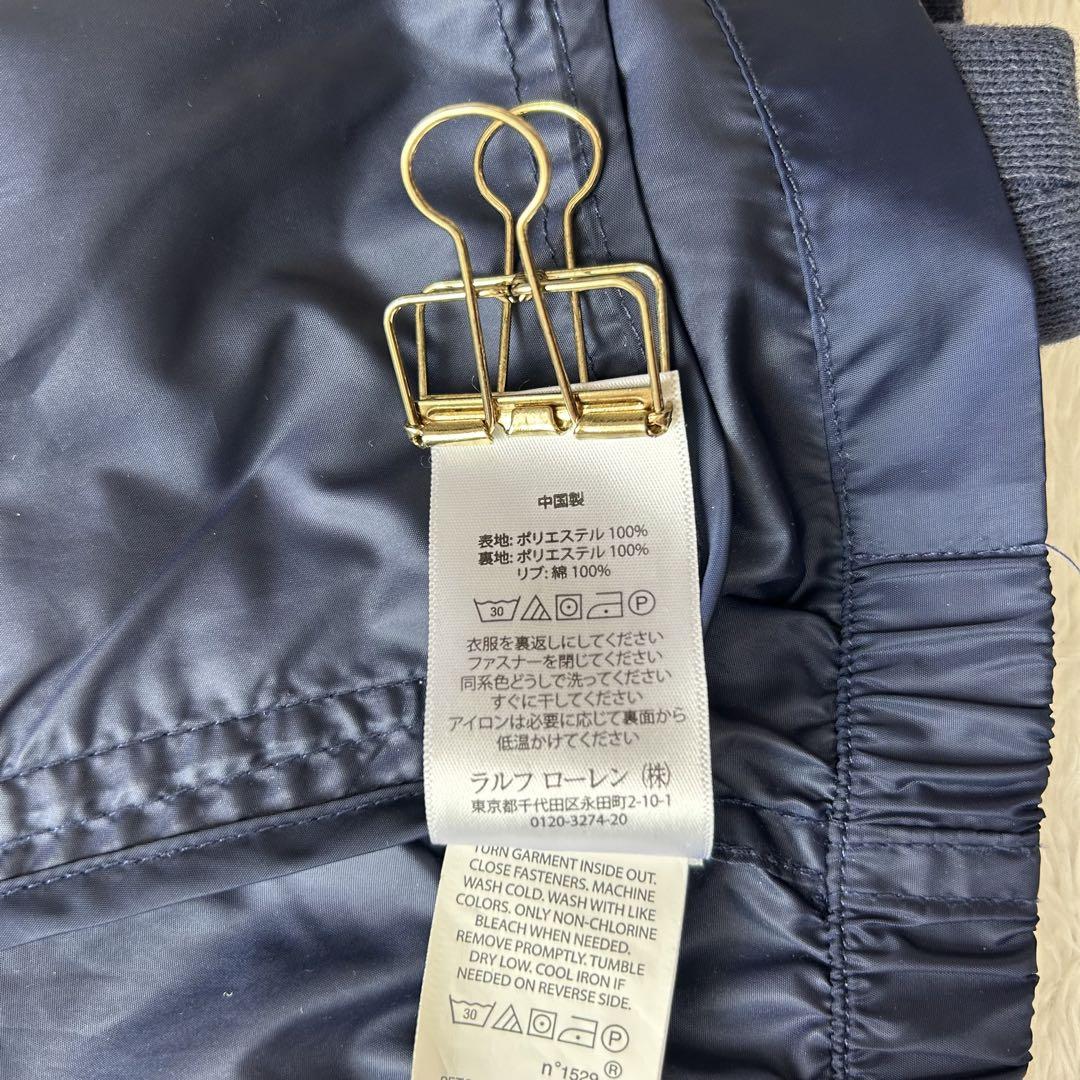 中国製
表地: ポリエステル 100%
裏地: ポリエステル 100%
リブ: 綿 100%
30 P
衣服を裏返しにしてください
ファスナーを閉じてください
同系色どうしで洗ってください
すぐに干してください
アイロンは必要に応じて裏面から
低温かけてください
ラルフ ローレン (株)
東京都千代田区永田町2-10-1
0120-3274-20
TURN GARMENT INSIDE OUT.
CLOSE FASTENERS. MACHINE
WASH COLD. WASH WITH LIKE
COLORS. ONLY NON-CHLORINE
BLEACH WHEN NEEDED.
REMOVE PROMPTLY. TUMBLE
DRY LOW. COOL IRON IF
NEEDED ON REVERSE SIDE.
30 P
n°1529 ®